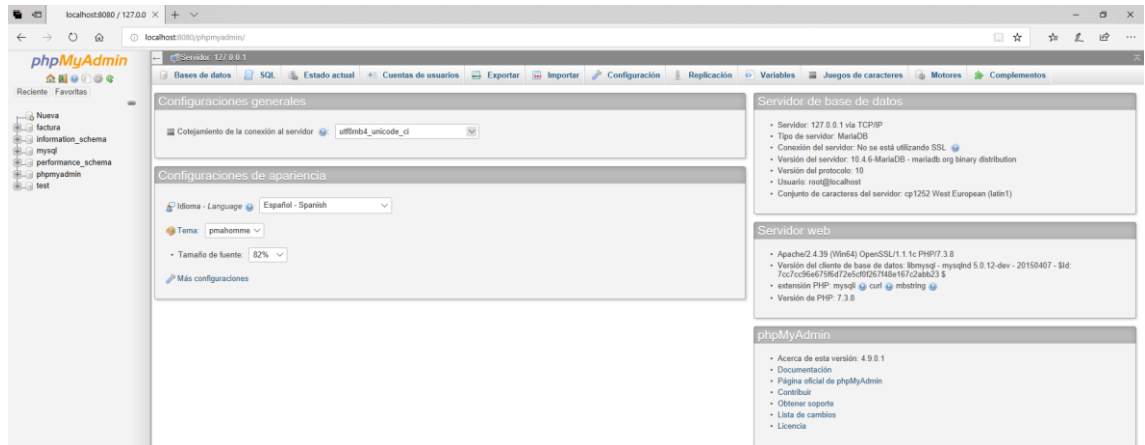 localhost:8080 / 127.0.0
localhost:8080/phpmyadmin/
phpMyAdmin
Reciente Favoritas
Nueva
factura
information_schema
mysql
performance_schema
phpmyadmin
test
Servidor: 127.0.0.1
Bases de datos SQL Estado actual Cuentas de usuarios Exportar Importar Configuración Replicación Variables Juegos de caracteres Motores Complementos
Configuraciones generales
Cotejamiento de la conexión al servidor : utf8mb4_unicode_ci
Configuraciones de apariencia
Idioma - Language Español - Spanish
Tema: pmahomme
Tamaño de fuente: 82%
Más configuraciones
Servidor de base de datos
Servidor: 127.0.0.1 via TCP/IP
Tipo de servidor: MariaDB
Conexión del servidor: No se está utilizando SSL
Versión del servidor: 10.4.6-MariaDB - mariadb.org binary distribution
Versión del protocolo: 10
Usuario: root@localhost
Conjunto de caracteres del servidor: cp1252 West European (latin1)
Servidor web
Apache/2.4.39 (Win64) OpenSSL/1.1.1c PHP/7.3.8
Versión del cliente de base de datos: libmysql - mysqlnd 5.0.12-dev - 20150407 - $Id:
extensión PHP: mysqli curl mbstring
Versión de PHP: 7.3.8
phpMyAdmin
Acerca de esta versión: 4.9.0.1
Documentación
Página oficial de phpMyAdmin
Contribuir
Obtener soporte
Lista de cambios
Licencia